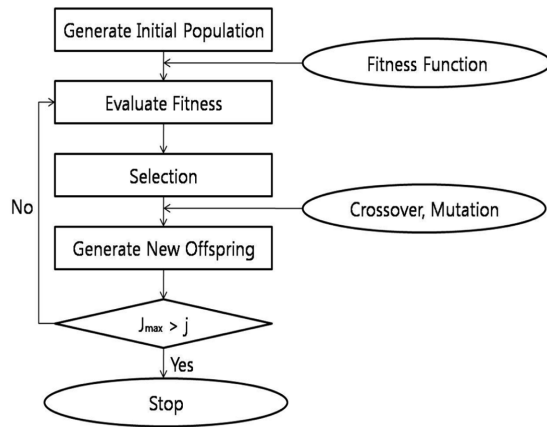 Generate Initial Population
Fitness Function
Evaluate Fitness
Selection
No
Crossover, Mutation
Generate New Offspring
Jmax > j
Yes
Stop